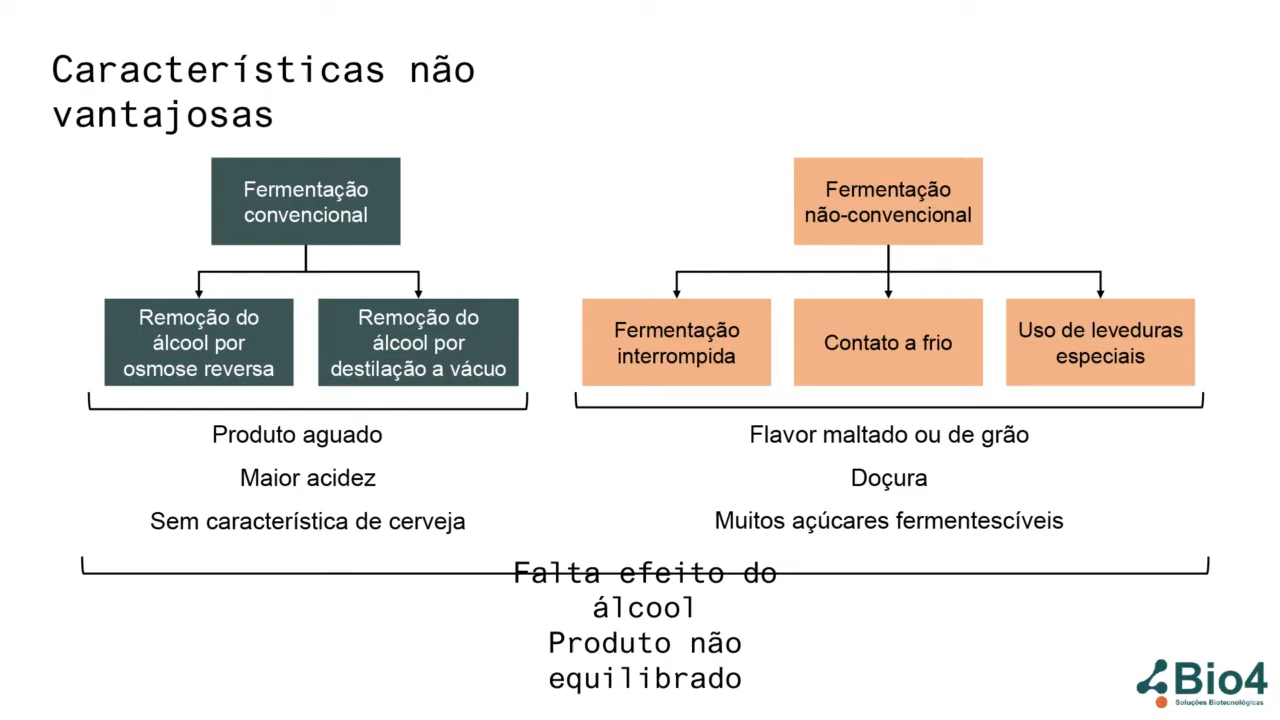 Características não
vantajosas
Fermentação
convencional
Fermentação
não-convencional
Remoção do
álcool por
osmose reversa
Remoção do
álcool por
destilação a vácuo
Fermentação
interrompida
Contato a frio
Uso de leveduras
especiais
Produto aguado
Maior acidez
Sem característica de cerveja
Flavor maltado ou de grão
Doçura
Muitos açúcares fermentescíveis
Falta efeito do
álcool
Produto não
equilibrado
Bio4
Soluções Biotecnológicas